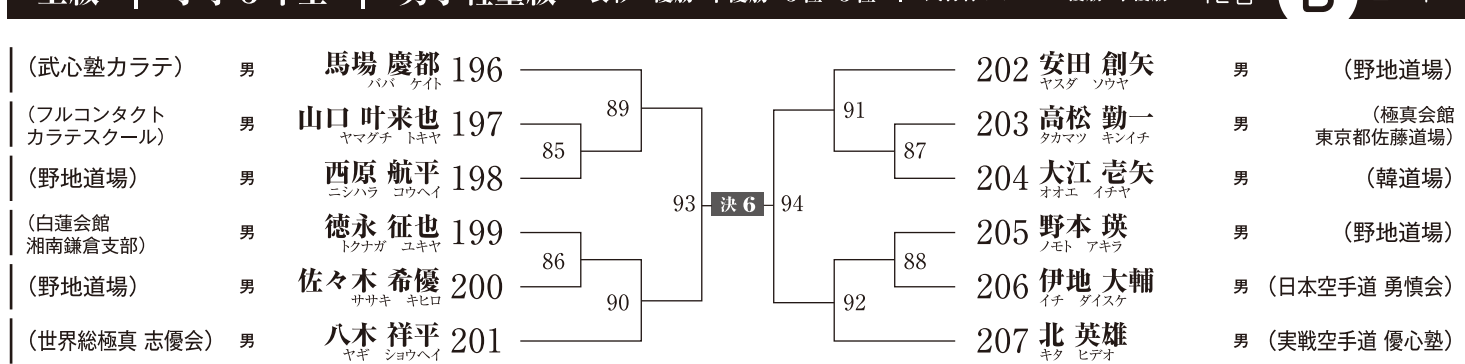 （武心塾カラテ） 男 馬場 慶都 196
ババ ケイト
（フルコンタクト
カラテスクール） 男 山口 叶来也 197
ヤマグチ トキヤ
（野地道場） 男 西原 航平 198
ニシハラ コウヘイ
（白蓮会館
湘南鎌倉支部） 男 徳永 征也 199
トクナガ ユキヤ
（野地道場） 男 佐々木 希優 200
ササキ キヒロ
（世界総極真 志優会） 男 八木 祥平 201
ヤギ ショウヘイ
89
85
86
90
93 決6 94
91
87
88
92
202 安田 創矢 男 （野地道場）
ヤスダ ソウヤ
203 高松 勤一 男 （極真会館
東京都佐藤道場）
タカマツ キンイチ
204 大江 壱矢 男 （韓道場）
オオエ イチヤ
205 野本 瑛 男 （野地道場）
ノモト アキラ
206 伊地 大輔 男 （日本空手道 勇慎会）
イチ ダイスケ
207 北 英雄 男 （実戦空手道 優心塾）
キタ ヒデオ